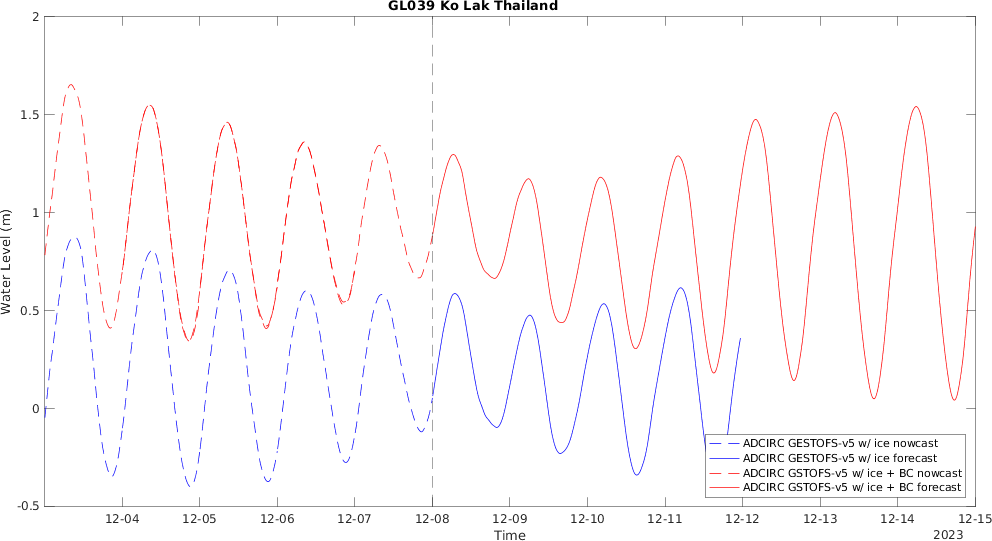 GL039 Ko Lak Thailand
2
1.5
1
0.5
0
-0.5
Water Level (m)
ADCIRC GESTOFS-v5 w/ ice nowcast
ADCIRC GESTOFS-v5 w/ ice forecast
ADCIRC GSTOFS-v5 w/ ice + BC nowcast
ADCIRC GSTOFS-v5 w/ ice + BC forecast
12-04 12-05 12-06 12-07 12-08 12-09 12-10 12-11 12-12 12-13 12-14 12-15
Time
2023